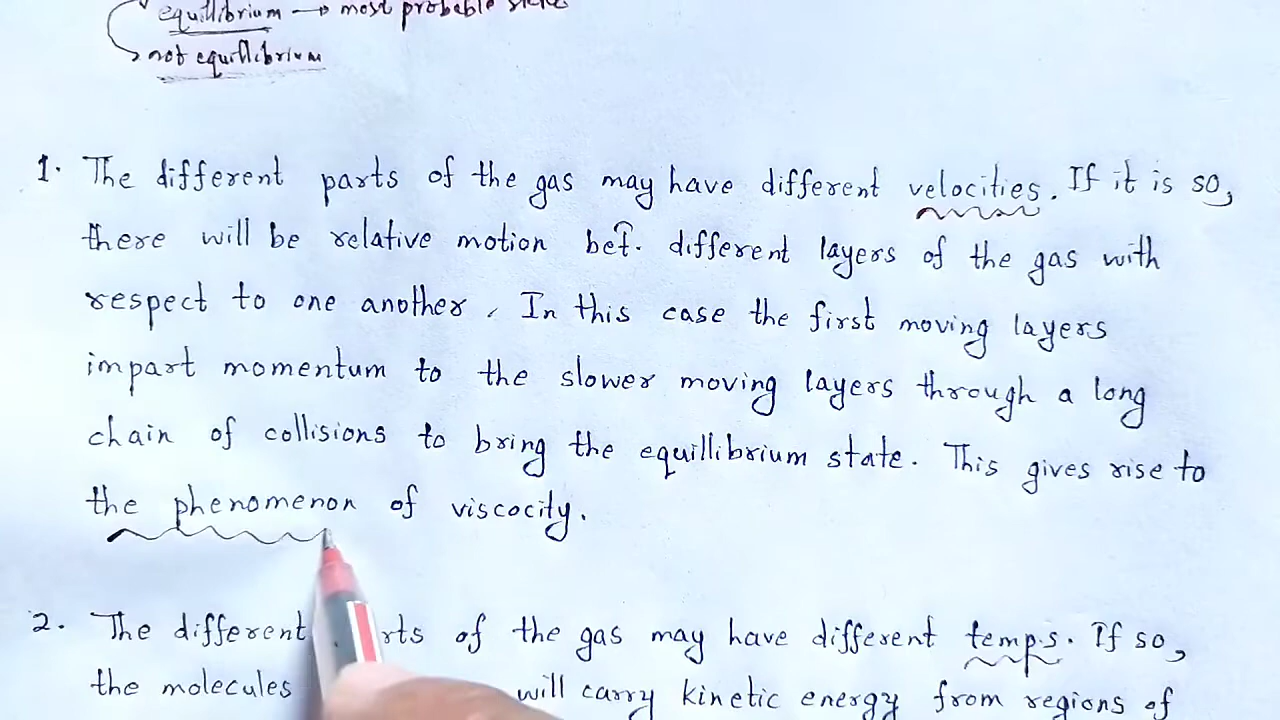 equillibrium → most probable state
not equillibrium
1. The different parts of the gas may have different velocities. If it is so,
there will be relative motion bet. different layers of the gas with
respect to one another. In this case the first moving layers
impart momentum to the slower moving layers through a long
chain of collisions to bring the equillibrium state. This gives rise to
the phenomenon of viscocity.
2. The different rts of the gas may have different temps. If so,
the molecules will carry kinetic energy from regions of